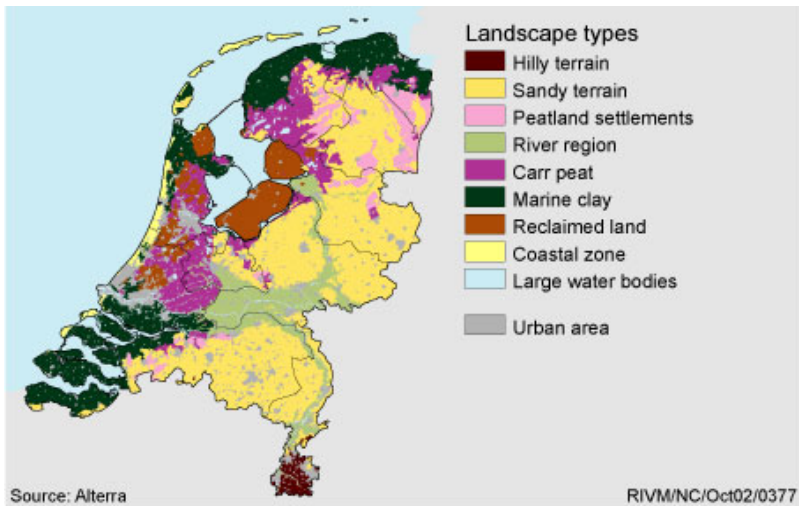 Landscape types
Hilly terrain
Sandy terrain
Peatland settlements
River region
Carr peat
Marine clay
Reclaimed land
Coastal zone
Large water bodies
Urban area
Source: Alterra
RIVM/NC/Oct02/0377